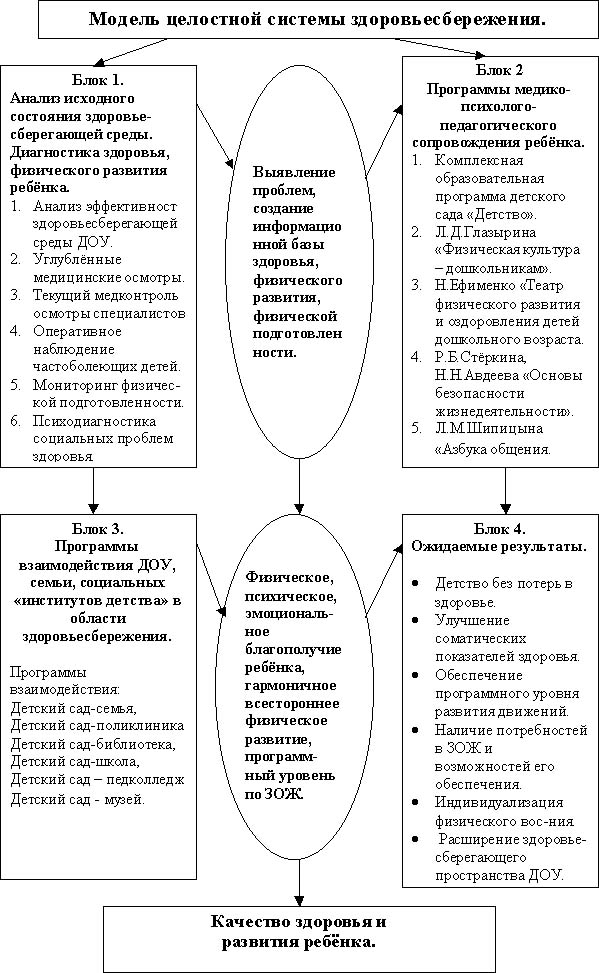 Модель целостной системы здоровьесбережения.
Блок 1.
Анализ исходного
состояния здоровье-
сберегающей среды.
Диагностика здоровья,
физического развития
ребёнка.
1. Анализ эффективност
здоровьесберегающей
среды ДОУ.
2. Углублённые
медицинские осмотры.
3. Текущий медконтроль
осмотры специалистов
4. Оперативное
наблюдение
частоболеющих детей.
5. Мониторинг физичес-
кой подготовленности.
6. Психодиагностика
социальных проблем
здоровья
Выявление
проблем,
создание
информацио
нной базы
здоровья,
физического
развития,
физической
подготовлен
ности.
Блок 2
Программы медико-
психолого-
педагогического
сопровождения ребёнка.
1. Комплексная
образовательная
программа детского
сада «Детство».
2. Л.Д.Глазырина
«Физическая культура
– дошкольникам».
3. Н.Ефименко «Театр
физического развития
и оздоровления детей
дошкольного возраста.
4. Р.Б.Стёркина,
Н.Н.Авдеева «Основы
безопасности
жизнедеятельности».
5. Л.М.Шипицына
«Азбука общения.
Блок 3.
Программы
взаимодействия ДОУ,
семьи, социальных
«институтов детства» в
области
здоровьесбережения.
Программы
взаимодействия:
Детский сад-семья,
Детский сад-поликлиника
Детский сад-библиотека,
Детский сад-школа,
Детский сад – педколледж
Детский сад - музей.
Физическое,
психическое,
эмоциональ-
ное
благополучие
ребёнка,
гармоничное
всестороннее
физическое
развитие,
программ-
ный уровень
по ЗОЖ.
Блок 4.
Ожидаемые результаты.
• Детство без потерь в
здоровье.
• Улучшение
соматических
показателей здоровья.
• Обеспечение
программного уровня
развития движений.
• Наличие потребностей
в ЗОЖ и
возможностей его
обеспечения.
• Индивидуализация
физического вос-ния.
• Расширение здоровье-
сберегающего
пространства ДОУ.
Качество здоровья и
развития ребёнка.